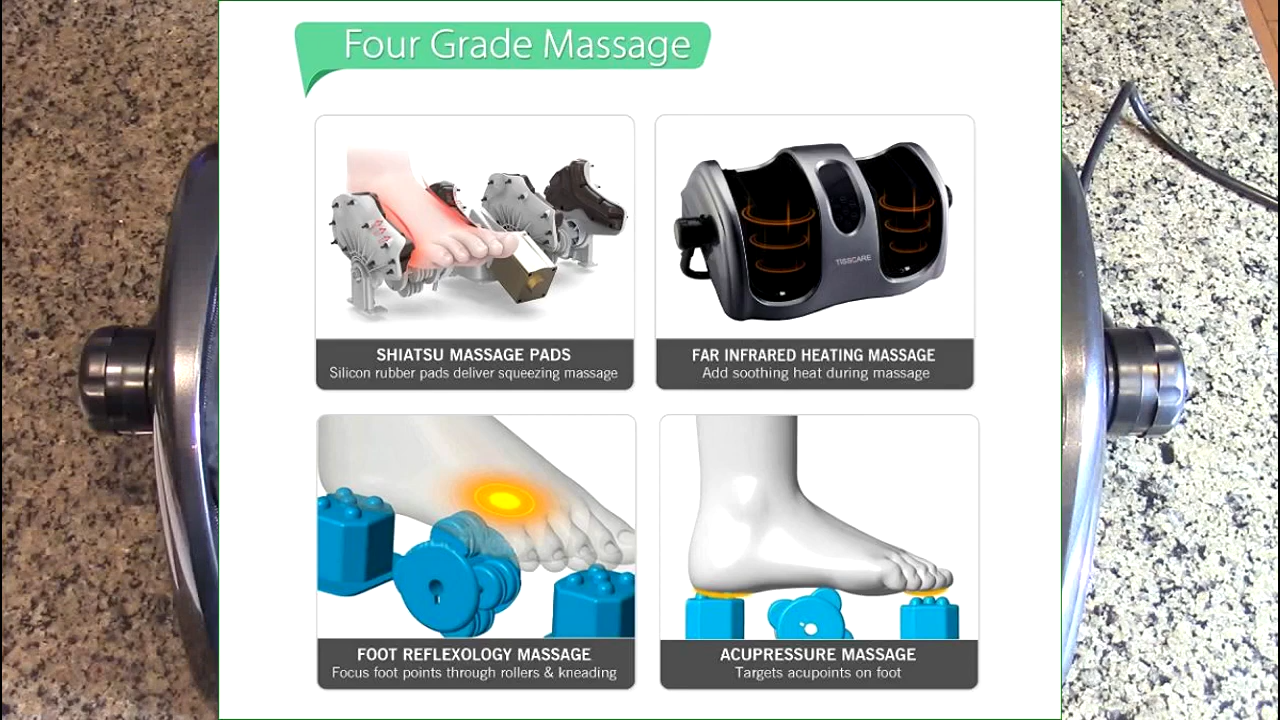 Four Grade Massage
TISSCARE
SHIATSU MASSAGE PADS
Silicon rubber pads deliver squeezing massage
FAR INFRARED HEATING MASSAGE
Add soothing heat during massage
FOOT REFLEXOLOGY MASSAGE
Focus foot points through rollers & kneading
ACUPRESSURE MASSAGE
Targets acupoints on foot